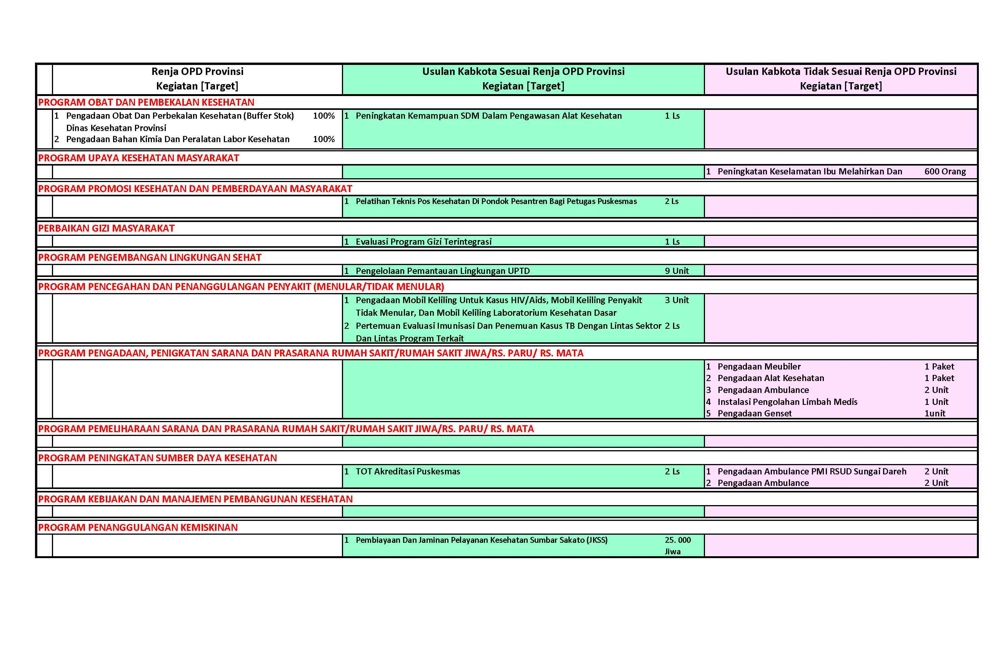 Renja OPD Provinsi
Kegiatan [Target]
Usulan Kabkota Sesuai Renja OPD Provinsi
Kegiatan [Target]
Usulan Kabkota Tidak Sesuai Renja OPD Provinsi
Kegiatan [Target]
PROGRAM OBAT DAN PEMBEKALAN KESEHATAN
1 Pengadaan Obat Dan Perbekalan Kesehatan (Buffer Stok) 100%
Dinas Kesehatan Provinsi
2 Pengadaan Bahan Kimia Dan Peralatan Labor Kesehatan 100%
1 Peningkatan Kemampuan SDM Dalam Pengawasan Alat Kesehatan 1 Ls
PROGRAM UPAYA KESEHATAN MASYARAKAT
1 Peningkatan Keselamatan Ibu Melahirkan Dan 600 Orang
PROGRAM PROMOSI KESEHATAN DAN PEMBERDAYAAN MASYARAKAT
1 Pelatihan Teknis Pos Kesehatan Di Pondok Pesantren Bagi Petugas Puskesmas 2 Ls
PERBAIKAN GIZI MASYARAKAT
1 Evaluasi Program Gizi Terintegrasi 1 Ls
PROGRAM PENGEMBANGAN LINGKUNGAN SEHAT
1 Pengelolaan Pemantauan Lingkungan UPTD 9 Unit
PROGRAM PENCEGAHAN DAN PENANGGULANGAN PENYAKIT (MENULAR/TIDAK MENULAR)
1 Pengadaan Mobil Keliling Untuk Kasus HIV/Aids, Mobil Keliling Penyakit 3 Unit
Tidak Menular, Dan Mobil Keliling Laboratorium Kesehatan Dasar
2 Pertemuan Evaluasi Imunisasi Dan Penemuan Kasus TB Dengan Lintas Sektor 2 Ls
Dan Lintas Program Terkait
PROGRAM PENGADAAN, PENIGKATAN SARANA DAN PRASARANA RUMAH SAKIT/RUMAH SAKIT JIWA/RS. PARU/ RS. MATA
1 Pengadaan Meubiler 1 Paket
2 Pengadaan Alat Kesehatan 1 Paket
3 Pengadaan Ambulance 2 Unit
4 Instalasi Pengolahan Limbah Medis 1 Unit
5 Pengadaan Genset 1unit
PROGRAM PEMELIHARAAN SARANA DAN PRASARANA RUMAH SAKIT/RUMAH SAKIT JIWA/RS. PARU/ RS. MATA
PROGRAM PENINGKATAN SUMBER DAYA KESEHATAN
1 TOT Akreditasi Puskesmas 2 Ls
1 Pengadaan Ambulance PMI RSUD Sungai Dareh 2 Unit
2 Pengadaan Ambulance 2 Unit
PROGRAM KEBIJAKAN DAN MANAJEMEN PEMBANGUNAN KESEHATAN
PROGRAM PENANGGULANGAN KEMISKINAN
1 Pembiayaan Dan Jaminan Pelayanan Kesehatan Sumbar Sakato (JKSS) 25. 000
Jiwa